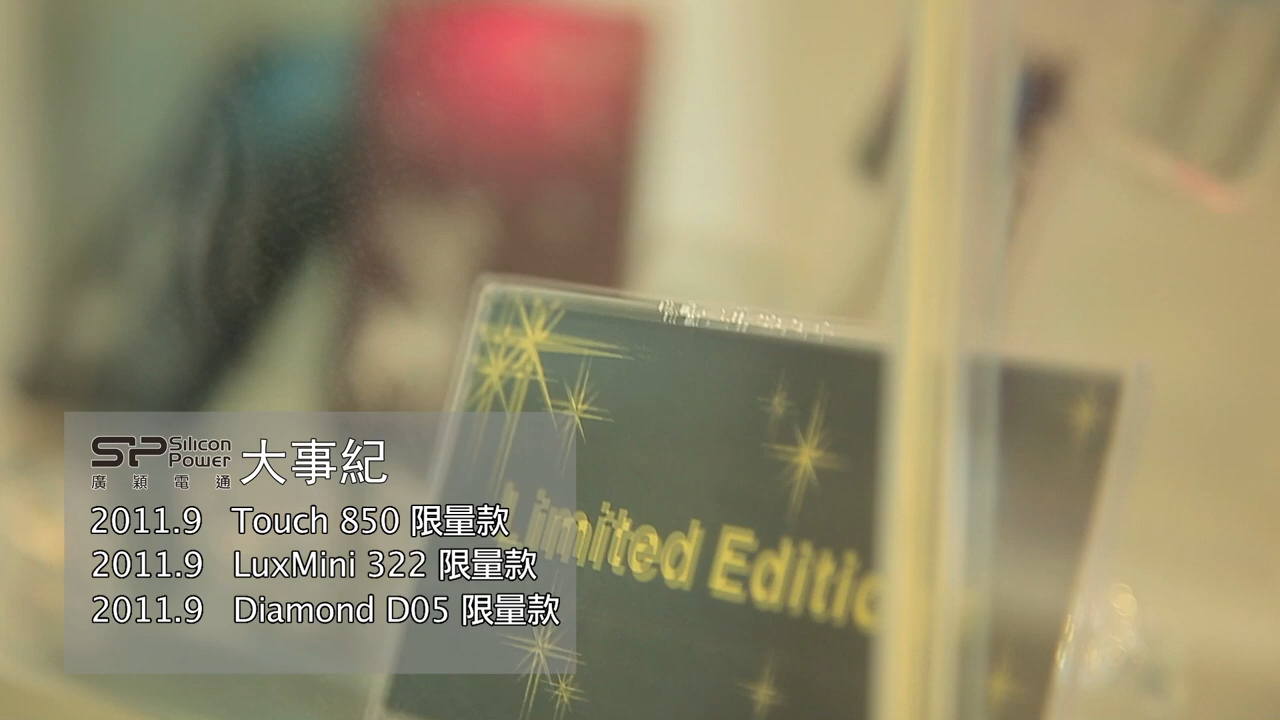 Silicon
Power
廣穎電通
大事紀
2011.9 Touch 850 限量款
2011.9 LuxMini 322 限量款
2011.9 Diamond D05 限量款
Limited Editio